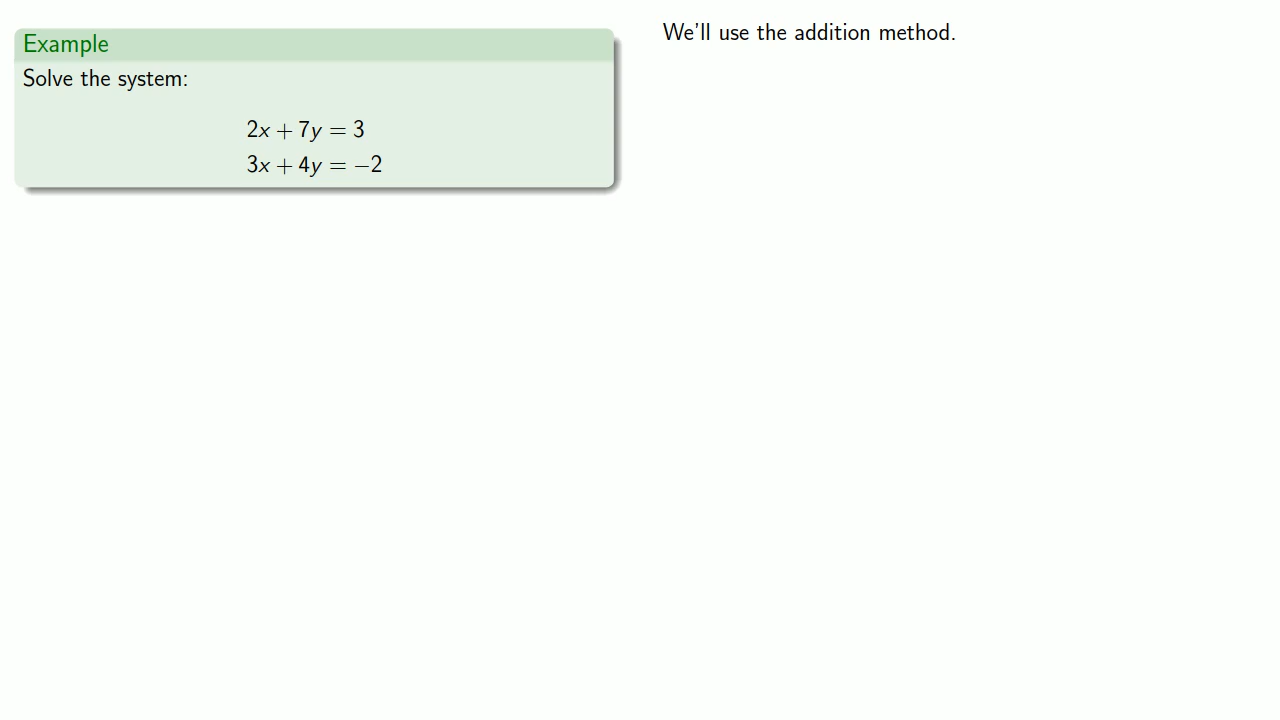 Example
Solve the system:
2x + 7y = 3
3x + 4y = −2
We'll use the addition method.